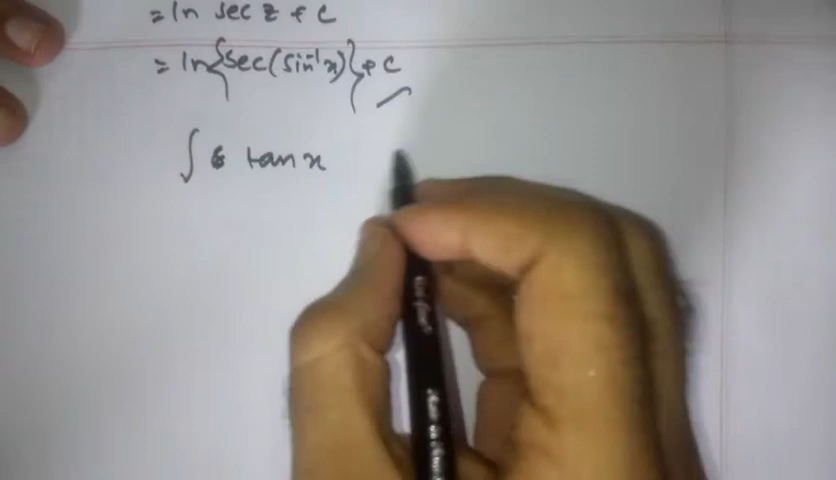 = ln sec z + c
= ln{sec(sin⁻¹x)} + c
∫ tan x